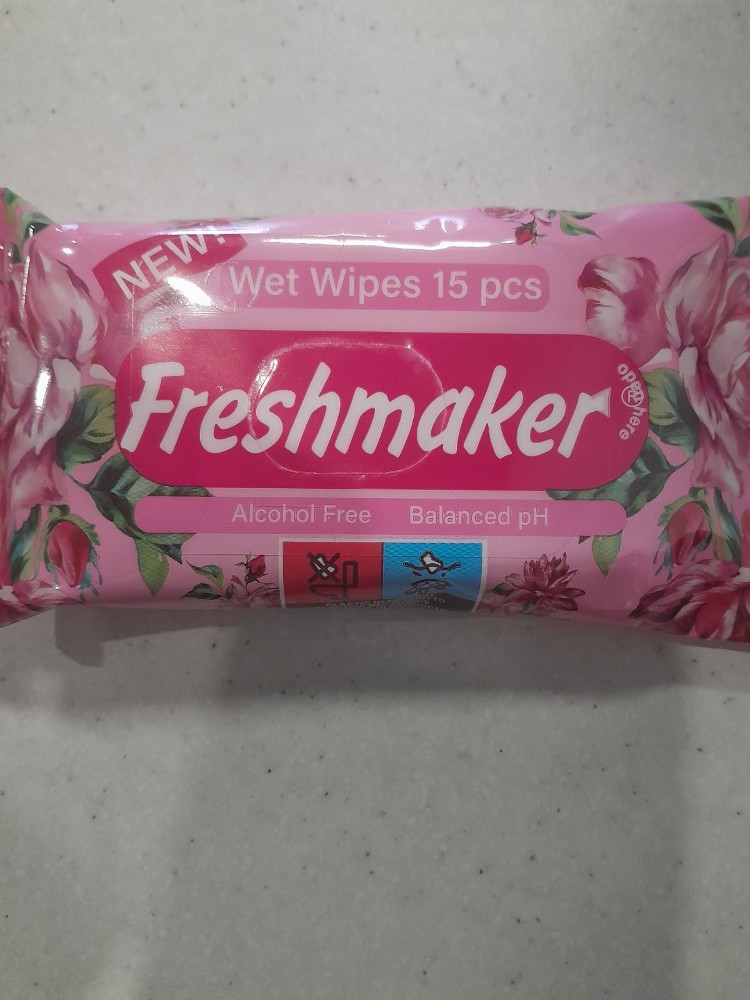 NEW!
Wet Wipes 15 pcs
Freshmaker
open here
Alcohol Free Balanced pH